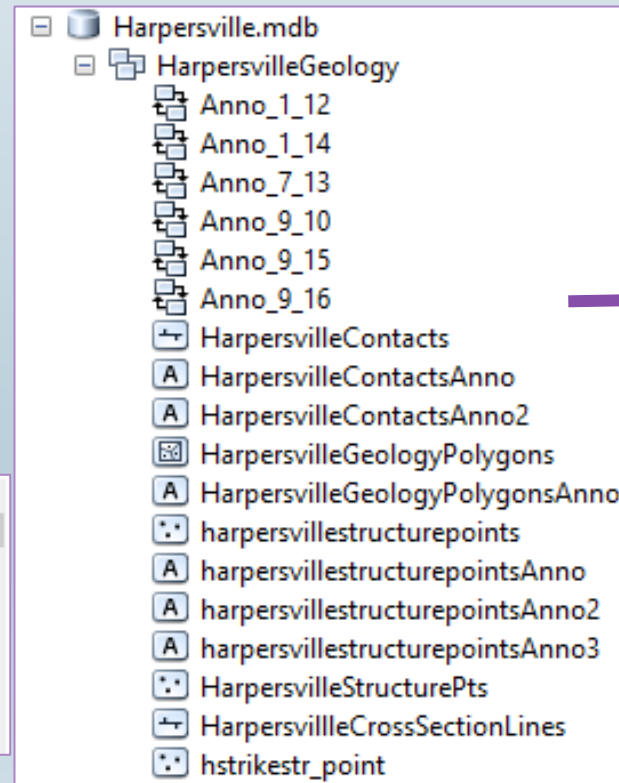 Harpersville.mdb
HarpersvilleGeology
Anno_1_12
Anno_1_14
Anno_7_13
Anno_9_10
Anno_9_15
Anno_9_16
HarpersvilleContacts
A HarpersvilleContactsAnno
A HarpersvilleContactsAnno2
HarpersvilleGeologyPolygons
A HarpersvilleGeologyPolygonsAnno
harpersvillestructurepoints
A harpersvillestructurepointsAnno
A harpersvillestructurepointsAnno2
A harpersvillestructurepointsAnno3
HarpersvilleStructurePts
HarpersvillleCrossSectionLines
hstrikestr_point